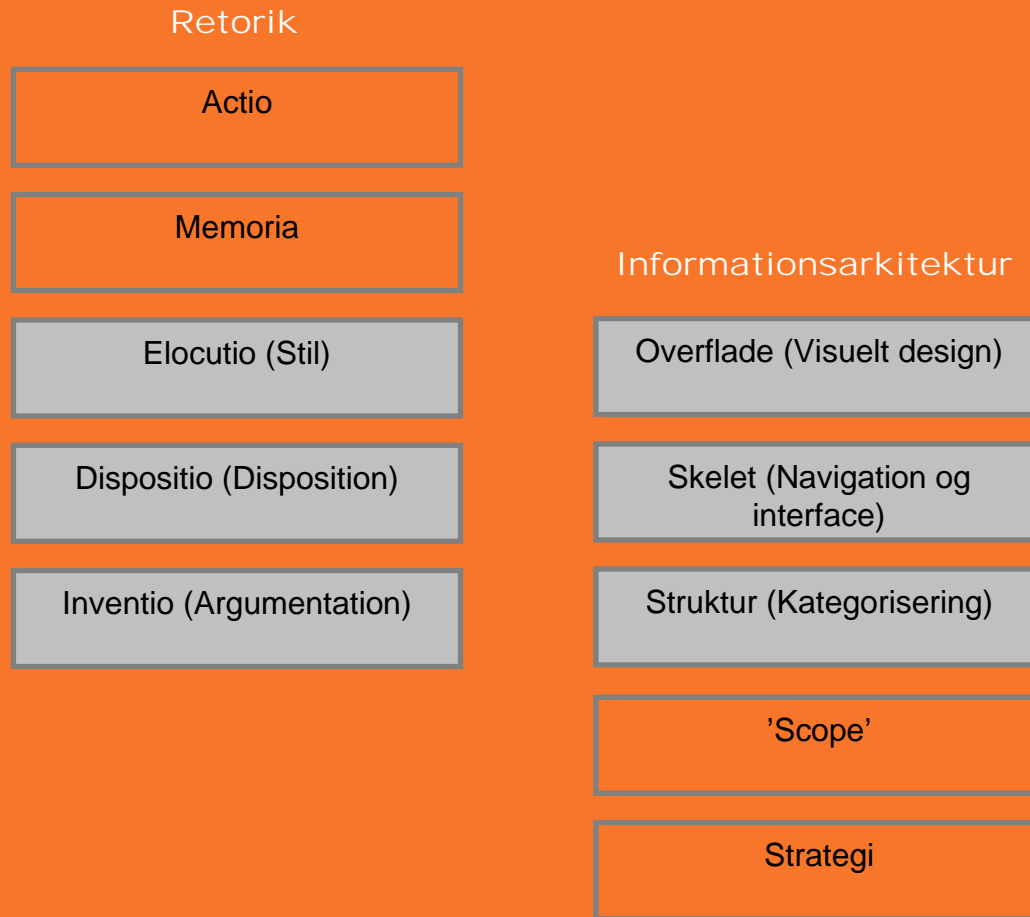 Retorik
Actio
Memoria
Elocutio (Stil)
Dispositio (Disposition)
Inventio (Argumentation)
Informationsarkitektur
Overflade (Visuelt design)
Skelet (Navigation og
interface)
Struktur (Kategorisering)
’Scope’
Strategi